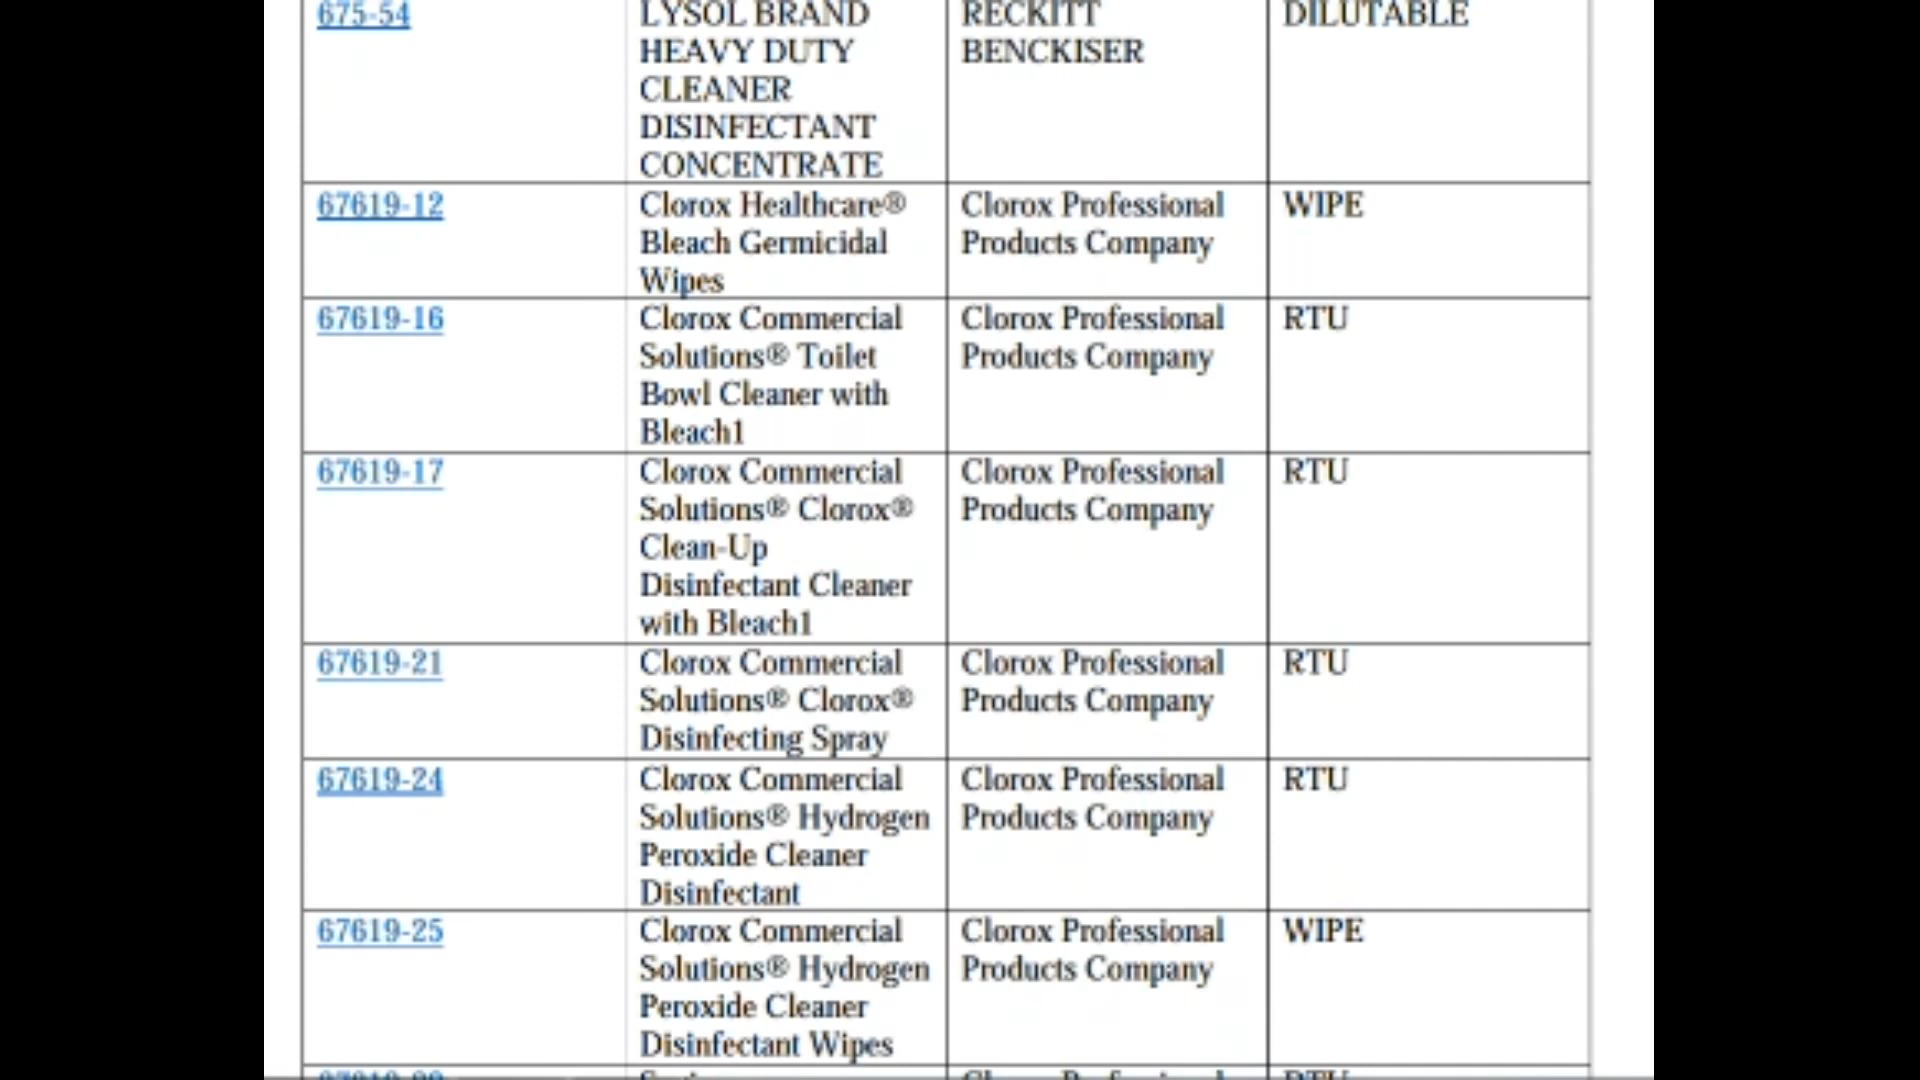 675-54 LYSOL BRAND RECKITT DILUTABLE
HEAVY DUTY BENCKISER
CLEANER
DISINFECTANT
CONCENTRATE
67619-12 Clorox Healthcare® Clorox Professional WIPE
Bleach Germicidal Products Company
Wipes
67619-16 Clorox Commercial Clorox Professional RTU
Solutions® Toilet Products Company
Bowl Cleaner with
Bleach1
67619-17 Clorox Commercial Clorox Professional RTU
Solutions® Clorox® Products Company
Clean-Up
Disinfectant Cleaner
with Bleach1
67619-21 Clorox Commercial Clorox Professional RTU
Solutions® Clorox® Products Company
Disinfecting Spray
67619-24 Clorox Commercial Clorox Professional RTU
Solutions® Hydrogen Products Company
Peroxide Cleaner
Disinfectant
67619-25 Clorox Commercial Clorox Professional WIPE
Solutions® Hydrogen Products Company
Peroxide Cleaner
Disinfectant Wipes
Clorox Professional RTU